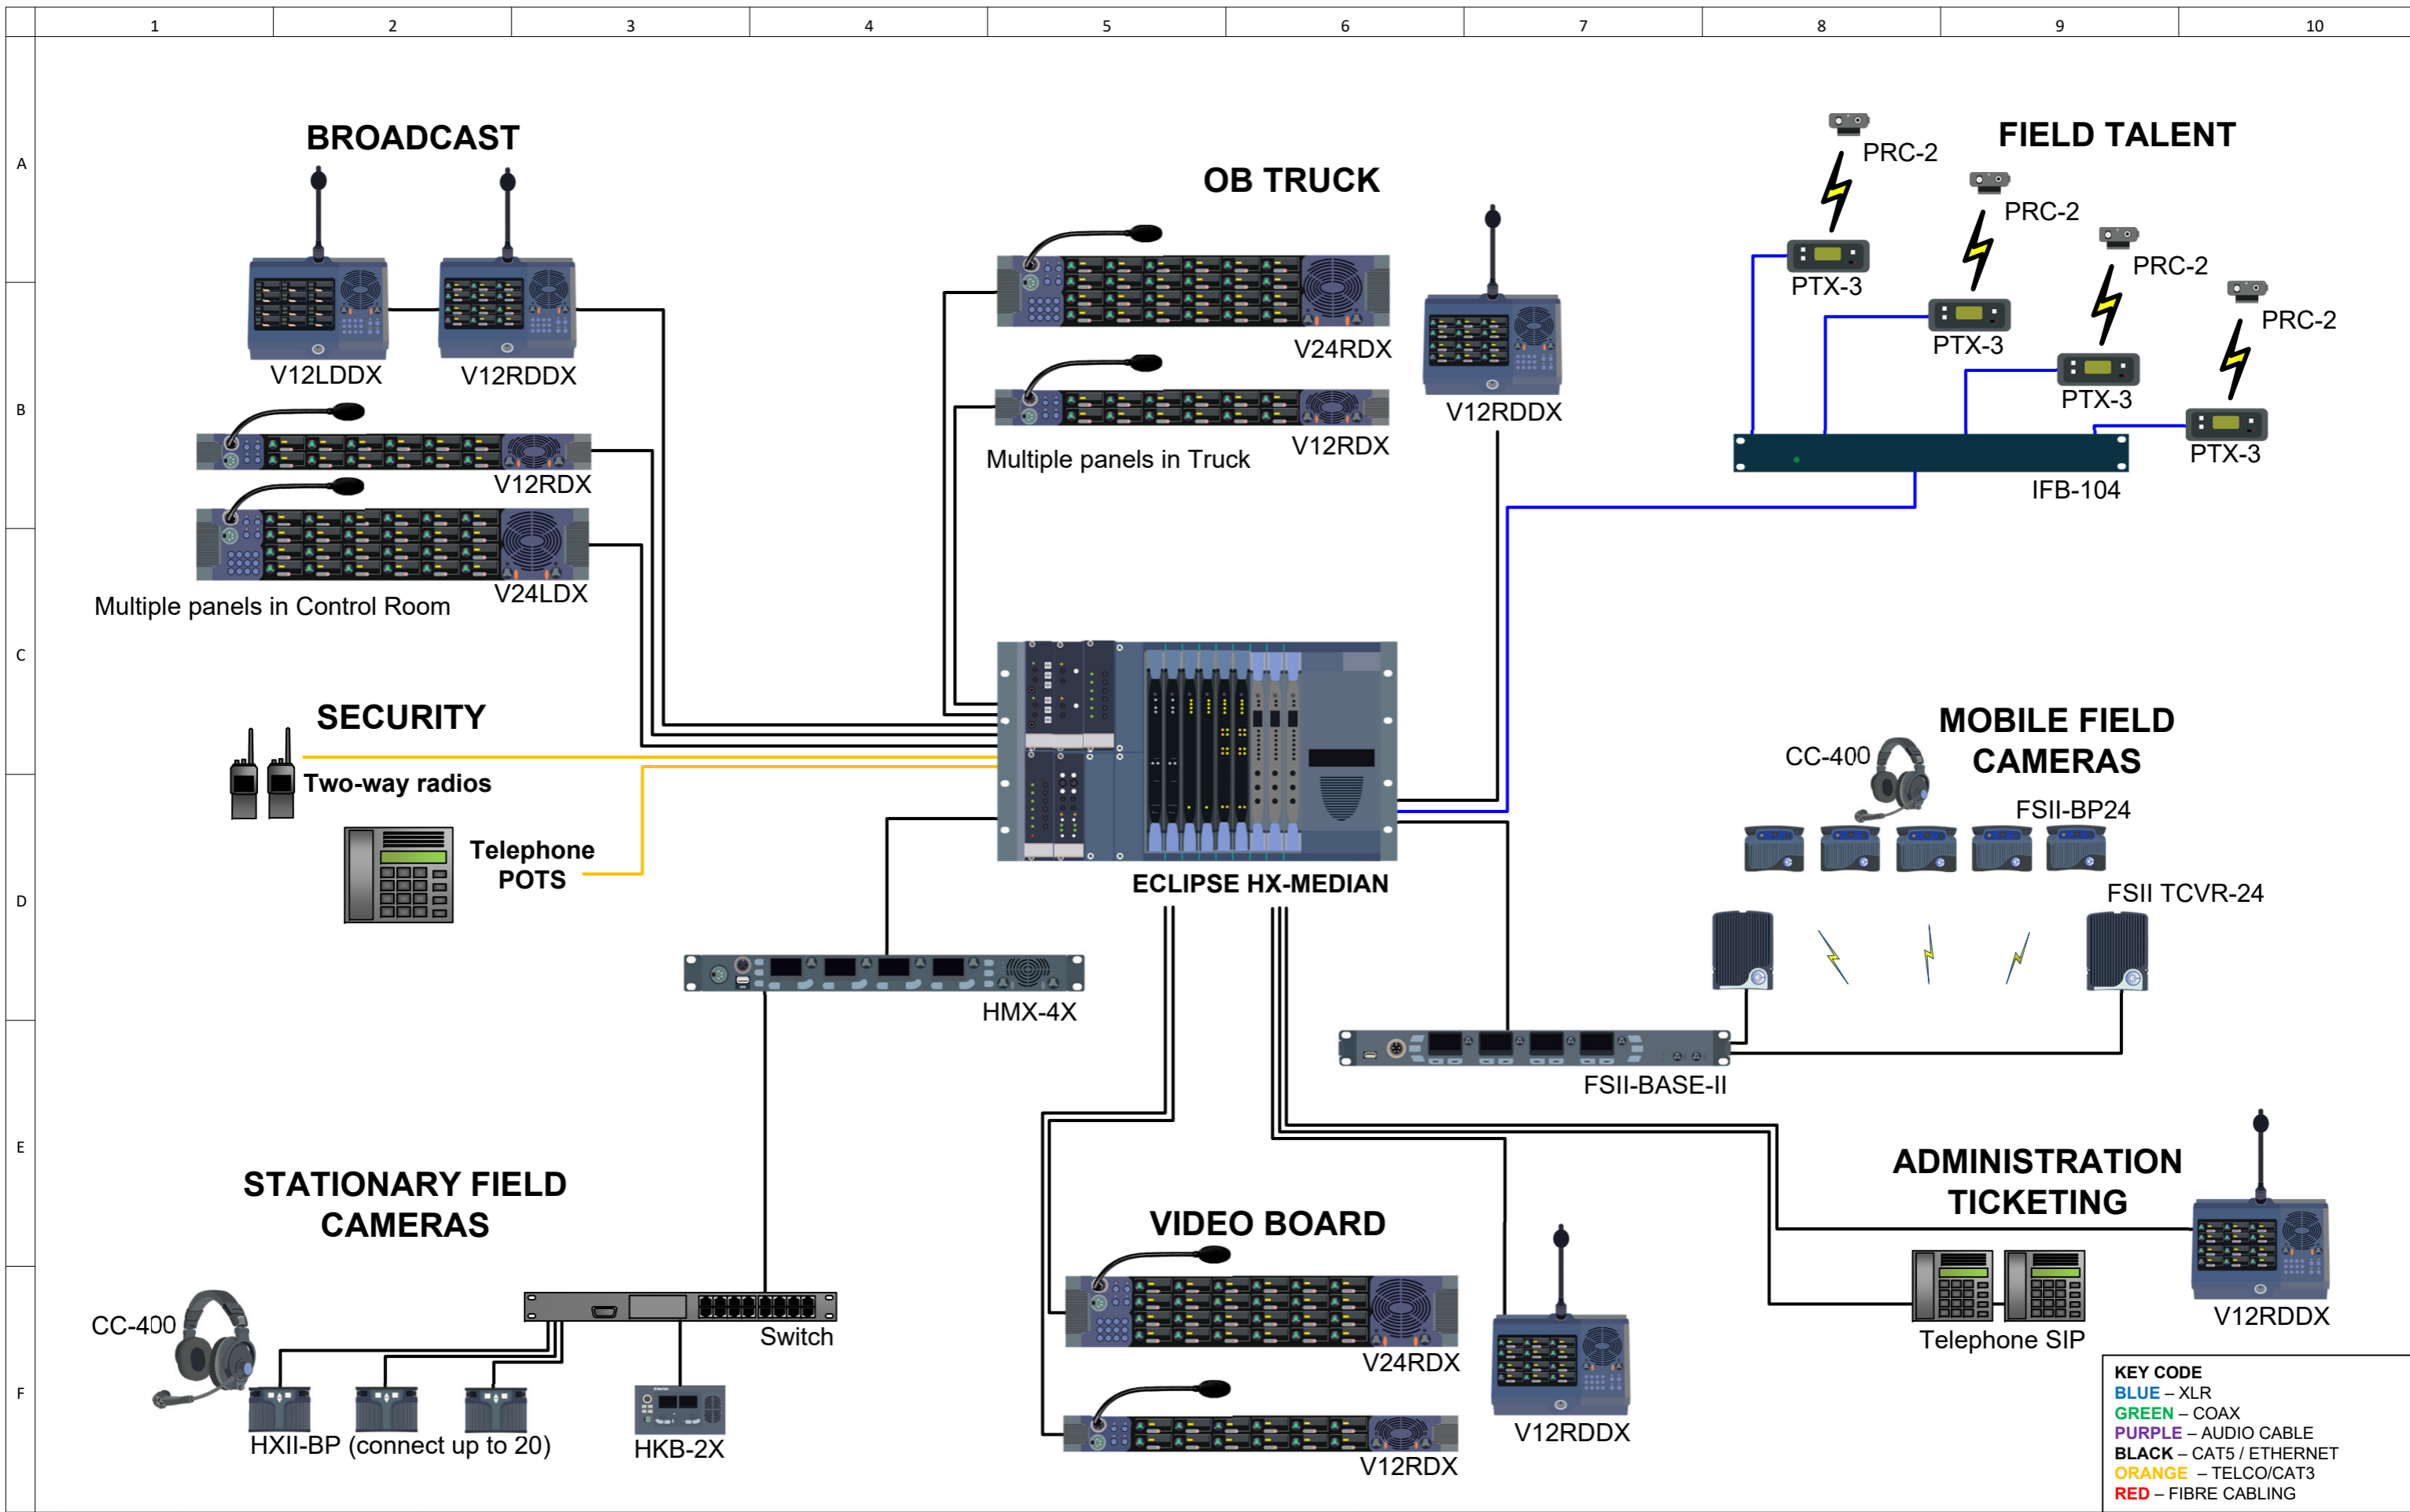 1 2 3 4 5 6 7 8 9 10
A
B
C
D
E
F
BROADCAST
V12LDDX
V12RDDX
V12RDX
V24LDX
Multiple panels in Control Room
OB TRUCK
V24RDX
V12RDX
Multiple panels in Truck
V12RDDX
FIELD TALENT
PRC-2
PRC-2
PRC-2
PRC-2
PTX-3
PTX-3
PTX-3
PTX-3
IFB-104
SECURITY
Two-way radios
Telephone
POTS
ECLIPSE HX-MEDIAN
MOBILE FIELD
CAMERAS
CC-400
FSII-BP24
FSII TCVR-24
FSII-BASE-II
HMX-4X
STATIONARY FIELD
CAMERAS
CC-400
Switch
HXII-BP (connect up to 20)
HKB-2X
VIDEO BOARD
V24RDX
V12RDX
V12RDDX
ADMINISTRATION
TICKETING
Telephone SIP
V12RDDX
KEY CODE
BLUE – XLR
GREEN – COAX
PURPLE – AUDIO CABLE
BLACK – CAT5 / ETHERNET
ORANGE – TELCO/CAT3
RED – FIBRE CABLING